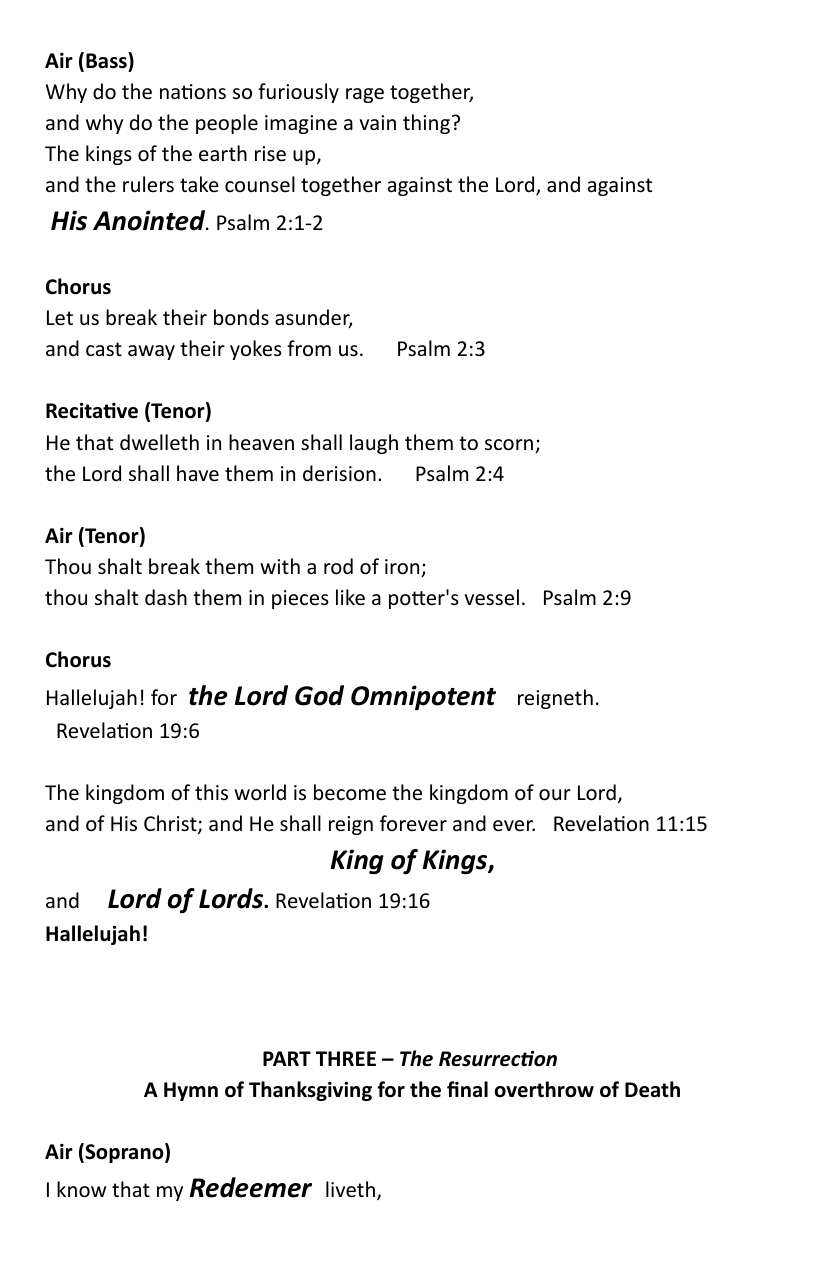 Air (Bass)
Why do the nations so furiously rage together,
and why do the people imagine a vain thing?
The kings of the earth rise up,
and the rulers take counsel together against the Lord, and against
His Anointed. Psalm 2:1-2
Chorus
Let us break their bonds asunder,
and cast away their yokes from us. Psalm 2:3
Recitative (Tenor)
He that dwelleth in heaven shall laugh them to scorn;
the Lord shall have them in derision. Psalm 2:4
Air (Tenor)
Thou shalt break them with a rod of iron;
thou shalt dash them in pieces like a potter's vessel. Psalm 2:9
Chorus
Hallelujah! for the Lord God Omnipotent reigneth.
Revelation 19:6
The kingdom of this world is become the kingdom of our Lord,
and of His Christ; and He shall reign forever and ever. Revelation 11:15
King of Kings,
and Lord of Lords. Revelation 19:16
Hallelujah!
PART THREE – The Resurrection
A Hymn of Thanksgiving for the final overthrow of Death
Air (Soprano)
I know that my Redeemer liveth,